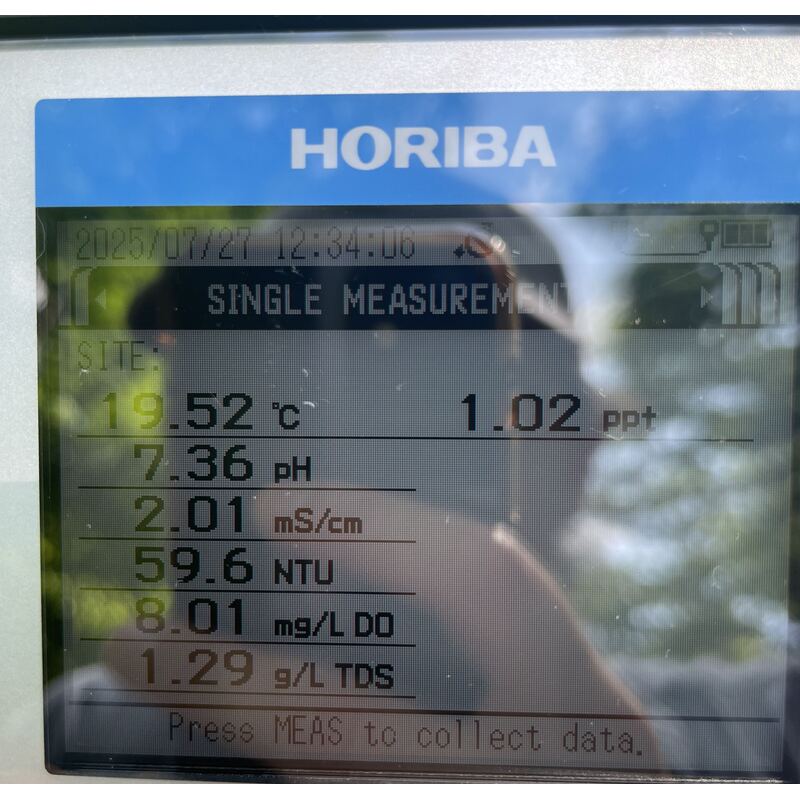 HORIBA
2025/07/27 12:34:06
SINGLE MEASUREMENT
SITE:
19.52 °C 1.02 ppt
7.36 pH
2.01 mS/cm
59.6 NTU
8.01 mg/L DO
1.29 g/L TDS
Press MEAS to collect data.